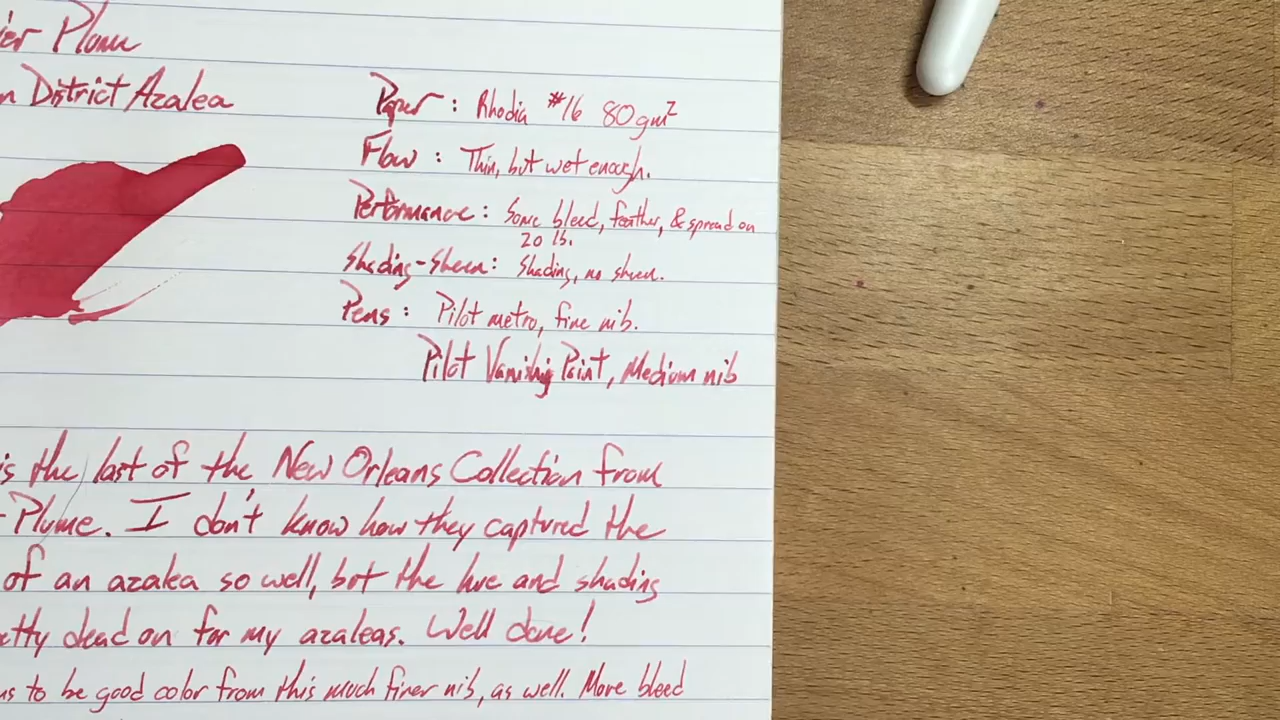 ier Plume
n District Azalea
Paper : Rhodia #16 80gm²
Flow : Thin, but wet enough.
Performance : Some bleed, feather, & spread on
20 lb.
Shading-Sheen : Shading, no sheen.
Pens : Pilot metro, fine nib.
Pilot Vanishing Point, Medium nib
is the last of the New Orleans Collection from
-Plume. I don't know how they captured the
of an azalea so well, but the hue and shading
etty dead on for my azaleas. Well done!
ms to be good color from this much finer nib, as well. More bleed